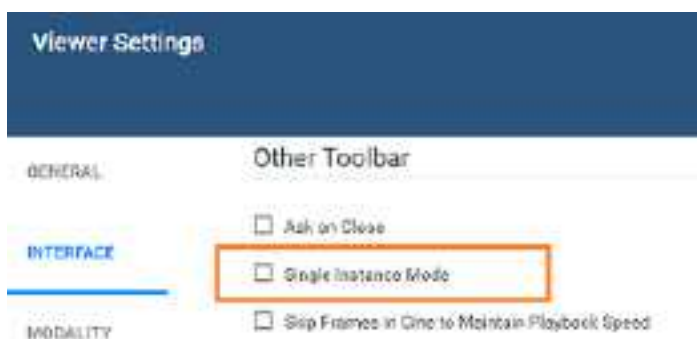 Viewer Settings
GENERAL
Other Toolbar
Ask on Close
INTERFACE
Single Instance Mode
MODALITY
Skip Frames in Cine to Maintain Playback Speed